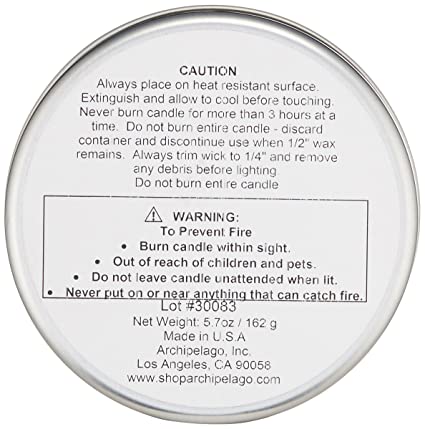 CAUTION
Always place on heat resistant surface.
Extinguish and allow to cool before touching.
Never burn candle for more than 3 hours at a
time. Do not burn entire candle - discard
container and discontinue use when 1/2" wax
remains. Always trim wick to 1/4" and remove
any debris before lighting.
Do not burn entire candle
⚠ WARNING:
To Prevent Fire
• Burn candle within sight.
• Out of reach of children and pets.
• Do not leave candle unattended when lit.
• Never put on or near anything that can catch fire.
Lot #30083
Net Weight: 5.7oz / 162 g
Made in U.S.A
Archipelago, Inc.
Los Angeles, CA 90058
www.shoparchipelago.com